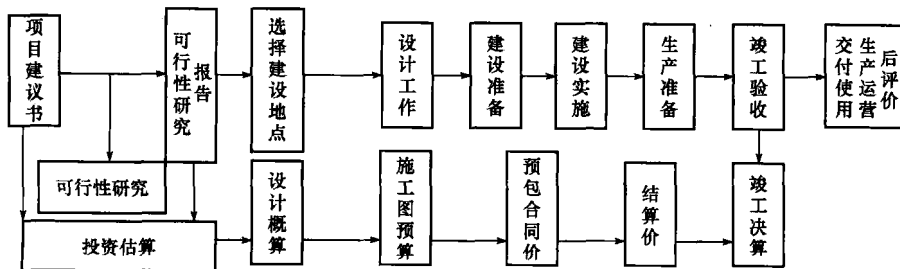 项目建议书
可行性研究
报告
选择建设地点
设计工作
建设准备
建设实施
生产准备
竣工验收
交付使用
生产运营
后评价
可行性研究
投资估算
设计概算
施工图预算
预包合同价
结算价
竣工决算